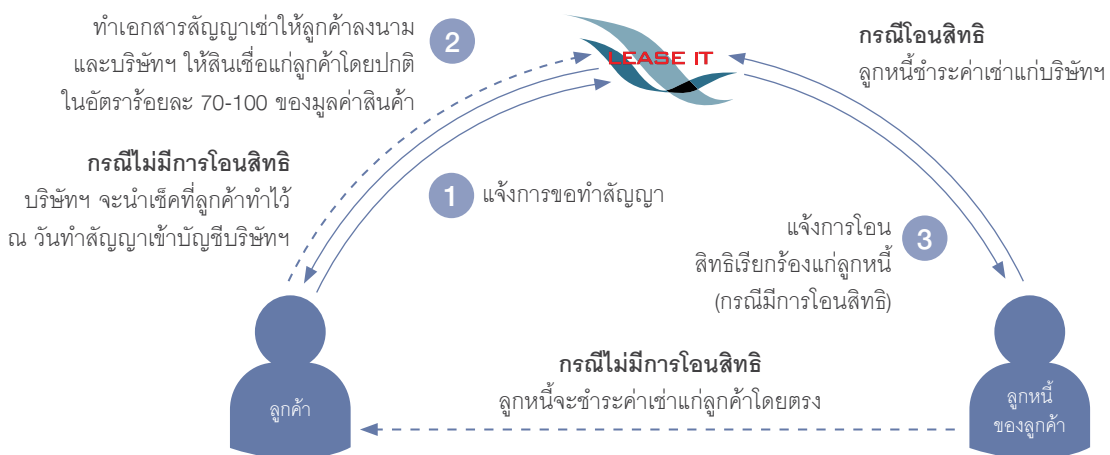 ทำเอกสารสัญญาเช่าให้ลูกค้าลงนาม
และบริษัทฯ ให้สินเชื่อแก่ลูกค้าโดยปกติ
ในอัตราร้อยละ 70-100 ของมูลค่าสินค้า
2
LEASE IT
กรณีโอนสิทธิ
ลูกหนี้ชำระค่าเช่าแก่บริษัทฯ
กรณีไม่มีการโอนสิทธิ
บริษัทฯ จะนำเช็คที่ลูกค้าทำไว้
ณ วันทำสัญญาเข้าบัญชีบริษัทฯ
1 แจ้งการขอทำสัญญา
แจ้งการโอน
สิทธิเรียกร้องแก่ลูกหนี้
(กรณีมีการโอนสิทธิ)
3
กรณีไม่มีการโอนสิทธิ
ลูกหนี้จะชำระค่าเช่าแก่ลูกค้าโดยตรง
ลูกค้า
ลูกหนี้
ของลูกค้า